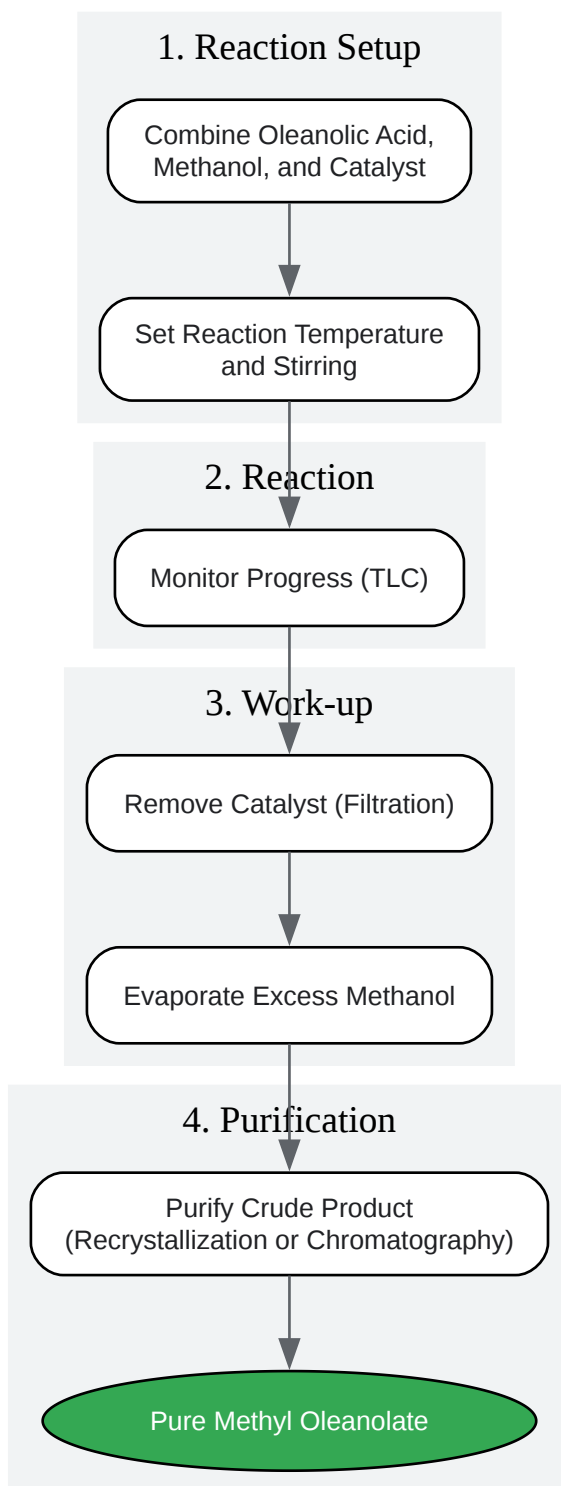 1. Reaction Setup
Combine Oleanolic Acid,
Methanol, and Catalyst
Set Reaction Temperature
and Stirring
2. Reaction
Monitor Progress (TLC)
3. Work-up
Remove Catalyst (Filtration)
Evaporate Excess Methanol
4. Purification
Purify Crude Product
(Recrystallization or Chromatography)
Pure Methyl Oleanolate